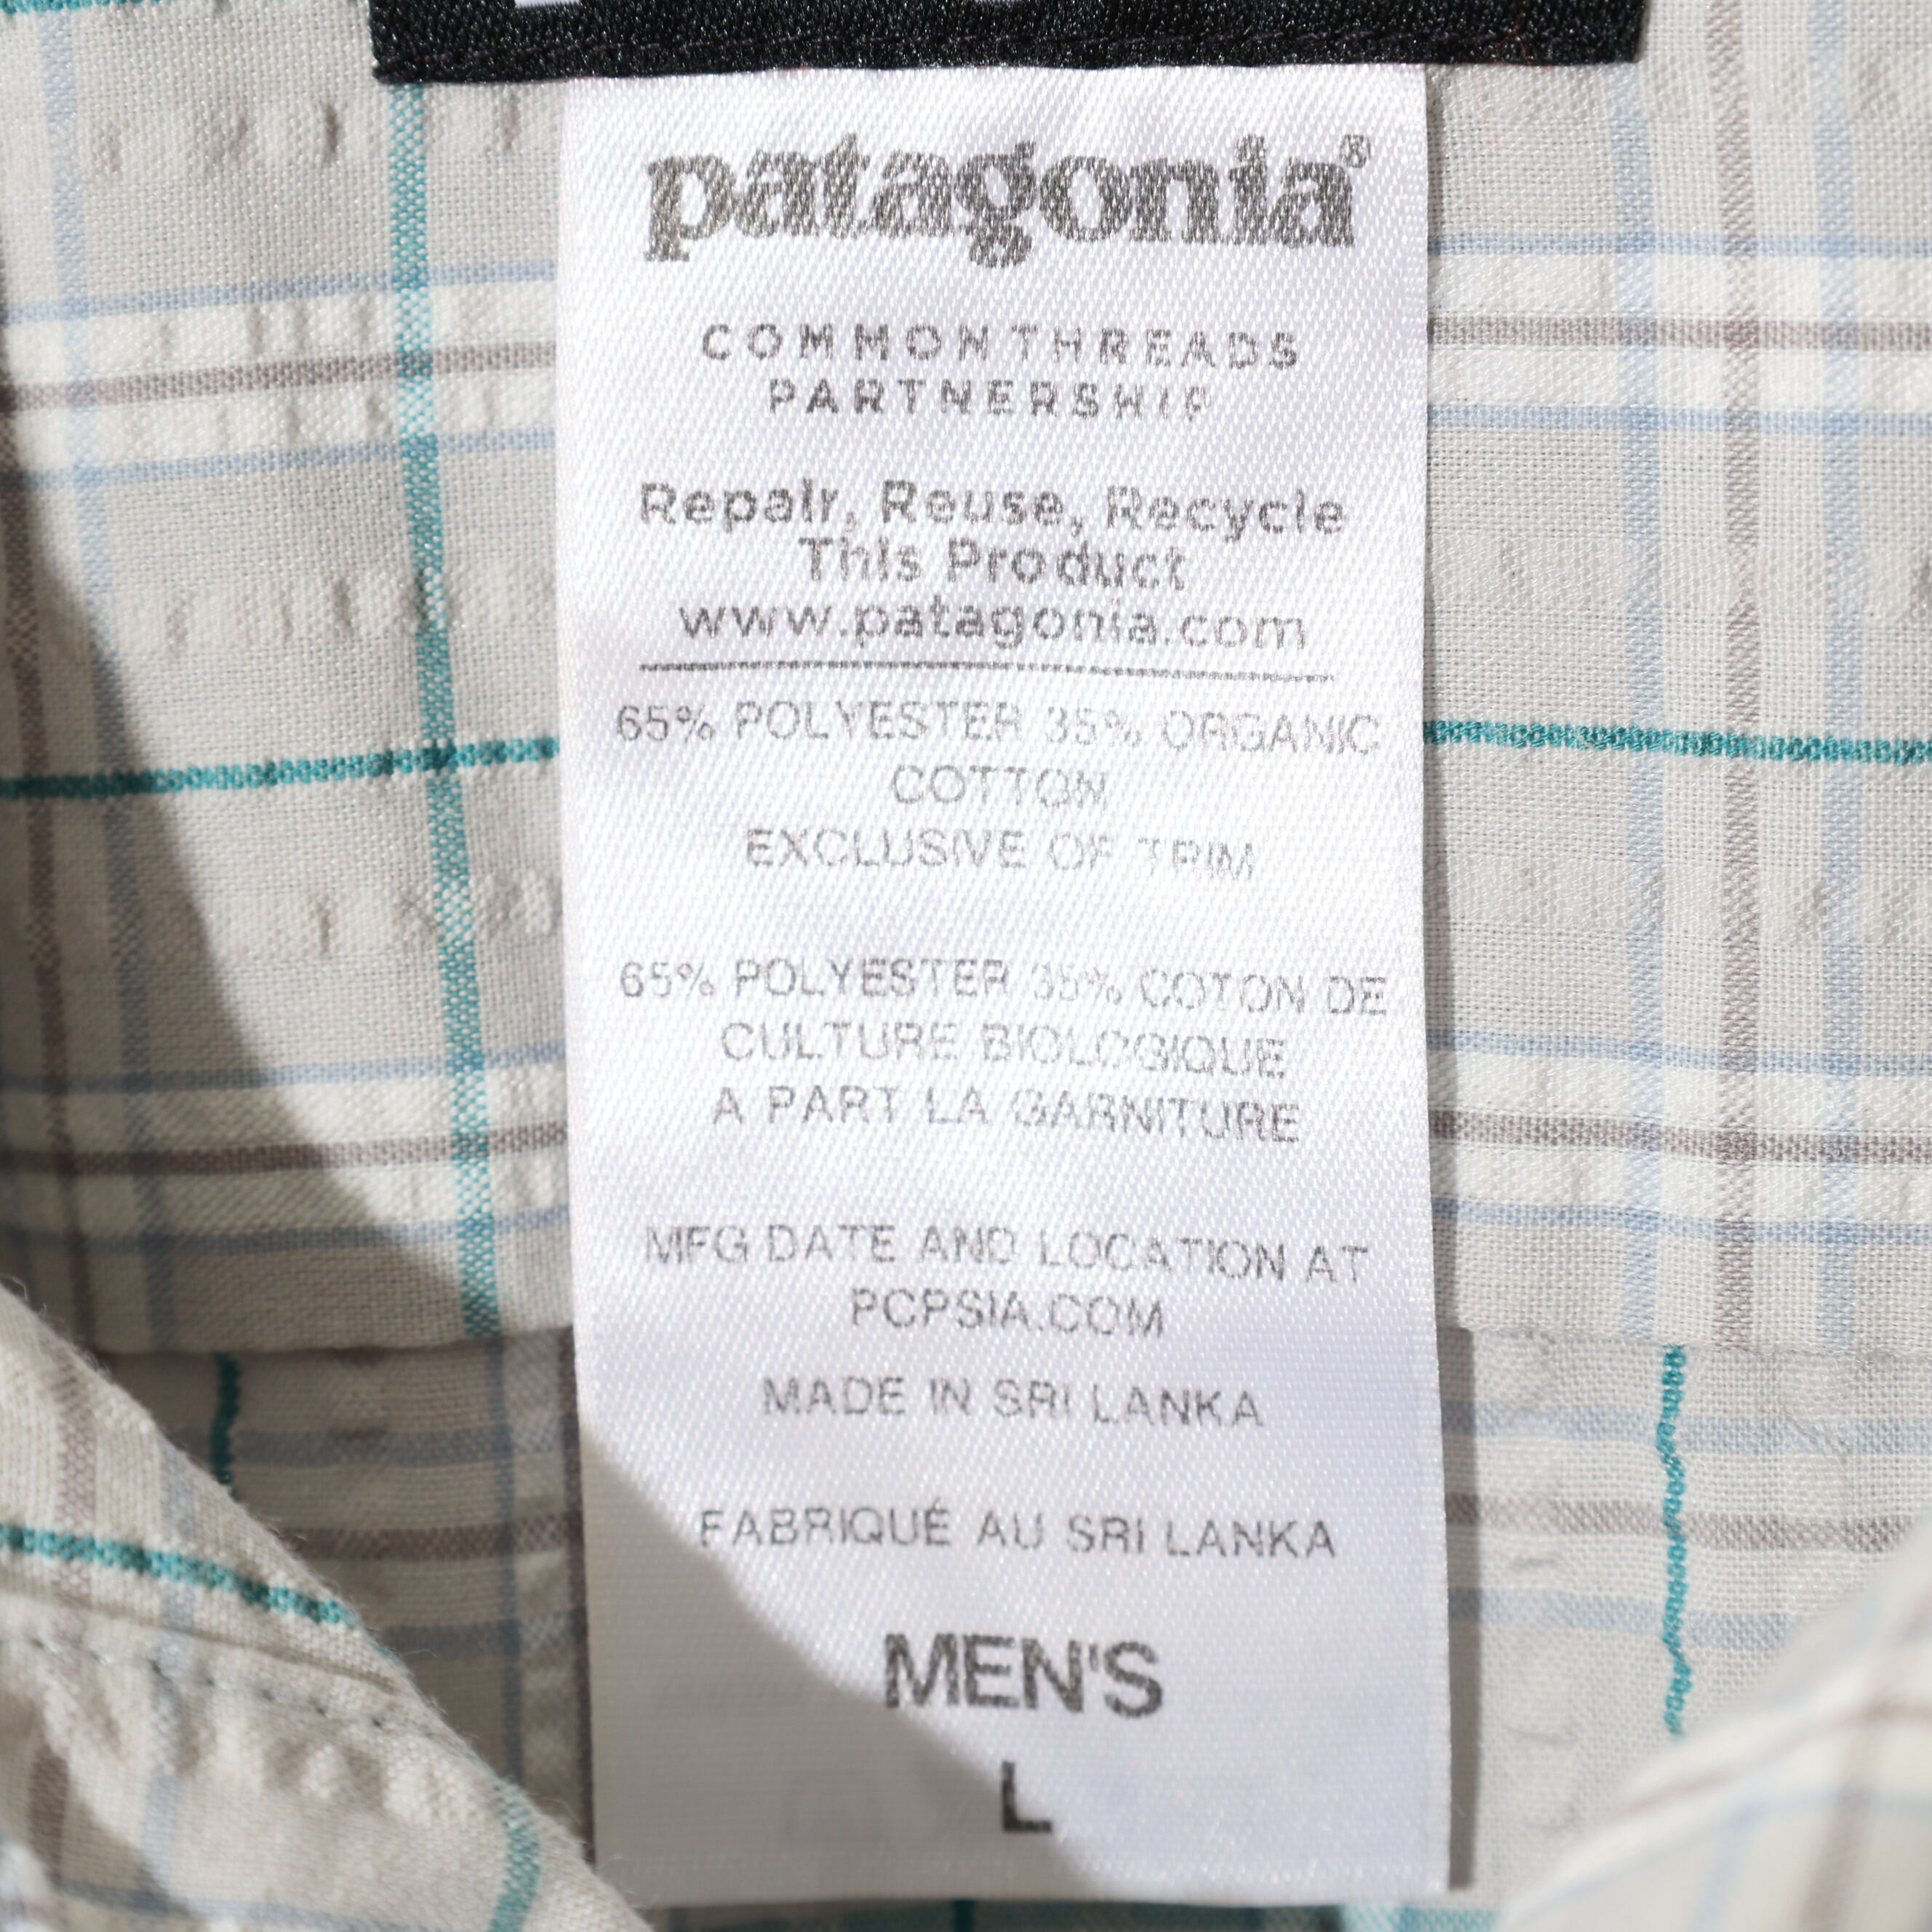 patagonia®
COMMON THREADS
PARTNERSHIP
Repair, Reuse, Recycle
This Product
www.patagonia.com
65% POLYESTER 35% ORGANIC
COTTON
EXCLUSIVE OF TRIM
65% POLYESTER 35% COTON DE
CULTURE BIOLOGIQUE
A PART LA GARNITURE
MFG DATE AND LOCATION AT
PCPSIA.COM
MADE IN SRI LANKA
FABRIQUÉ AU SRI LANKA
MEN'S
L